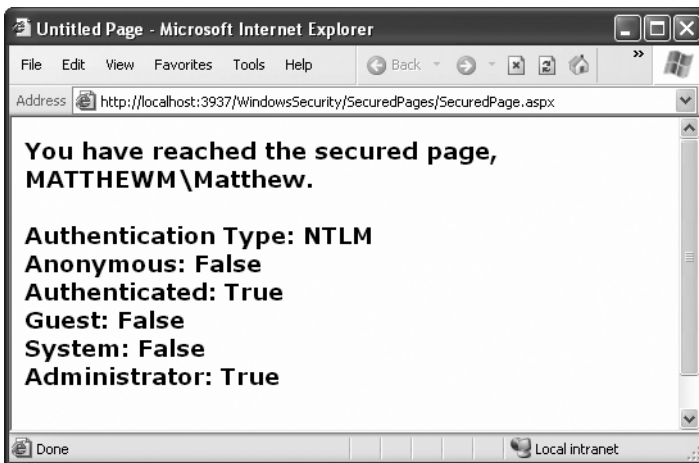 Untitled Page - Microsoft Internet Explorer
File Edit View Favorites Tools Help Back »
Address http://localhost:3937/WindowsSecurity/SecuredPages/SecuredPage.aspx
You have reached the secured page,
MATTHEWM\Matthew.
Authentication Type: NTLM
Anonymous: False
Authenticated: True
Guest: False
System: False
Administrator: True
Done Local intranet